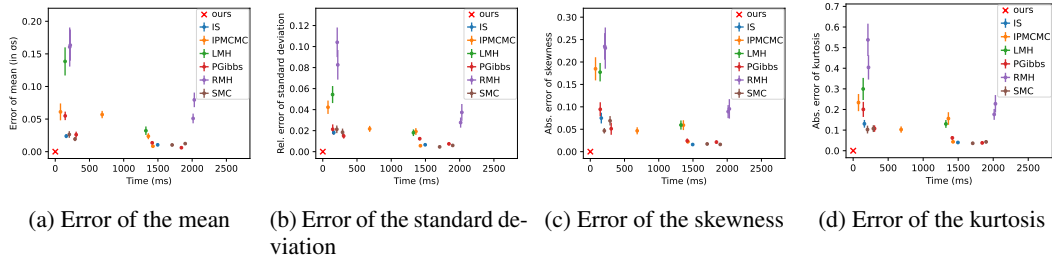 Error of mean (in σs)
0.20
0.15
0.10
0.05
0.00
0 500 1000 1500 2000 2500
Time (ms)
ours
IS
IPMCMC
LMH
PGibbs
RMH
SMC
(a) Error of the mean
Rel. error of standard deviation
0.12
0.10
0.08
0.06
0.04
0.02
0.00
0 500 1000 1500 2000 2500
Time (ms)
ours
IS
IPMCMC
LMH
PGibbs
RMH
SMC
(b) Error of the standard de-
viation
Abs. error of skewness
0.30
0.25
0.20
0.15
0.10
0.05
0.00
0 500 1000 1500 2000 2500
Time (ms)
ours
IS
IPMCMC
LMH
PGibbs
RMH
SMC
(c) Error of the skewness
Abs. error of kurtosis
0.7
0.6
0.5
0.4
0.3
0.2
0.1
0.0
0 500 1000 1500 2000 2500
Time (ms)
ours
IS
IPMCMC
LMH
PGibbs
RMH
SMC
(d) Error of the kurtosis